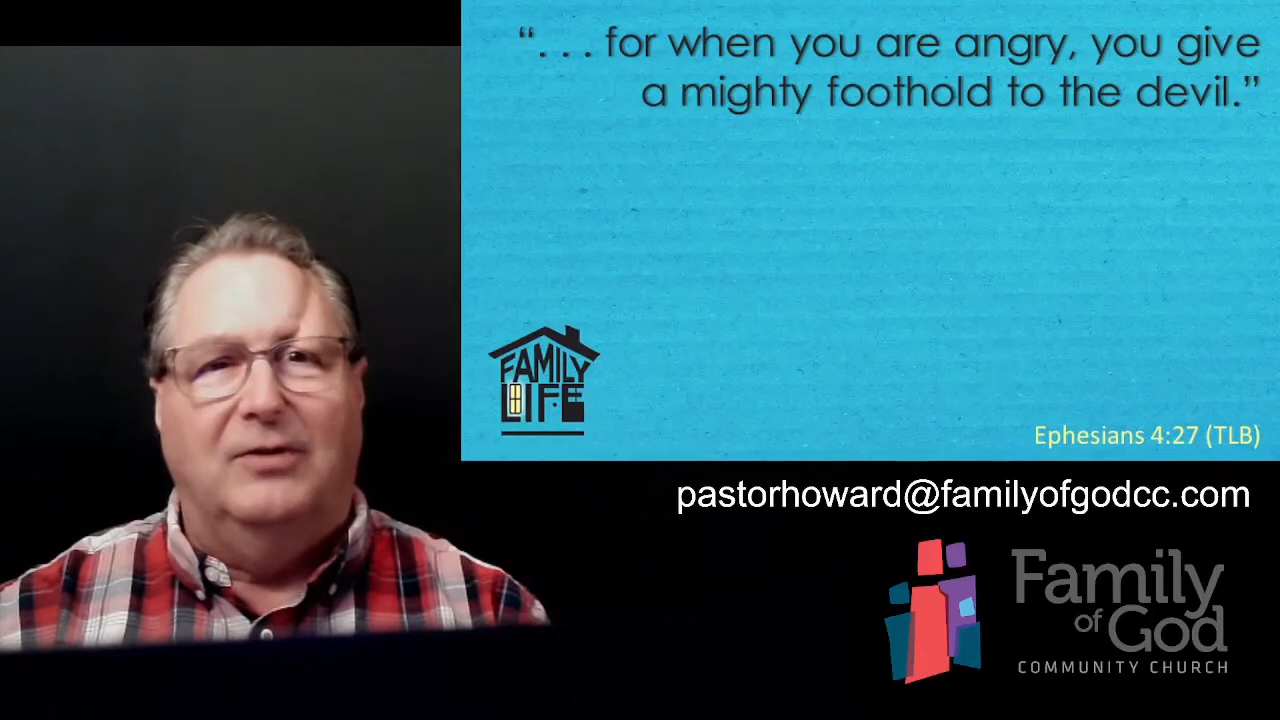 “. . . for when you are angry, you give
a mighty foothold to the devil.”
FAMILY
LIFE
Ephesians 4:27 (TLB)
pastorhoward@familyofgodcc.com
Family
of God
COMMUNITY CHURCH